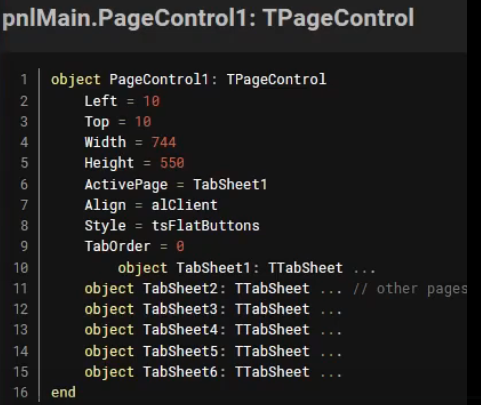 pnlMain.PageControl1: TPageControl
1 object PageControl1: TPageControl
2 Left = 10
3 Top = 10
4 Width = 744
5 Height = 550
6 ActivePage = TabSheet1
7 Align = alClient
8 Style = tsFlatButtons
9 TabOrder = 0
10 object TabSheet1: TTabSheet ...
11 object TabSheet2: TTabSheet ... // other pages
12 object TabSheet3: TTabSheet ...
13 object TabSheet4: TTabSheet ...
14 object TabSheet5: TTabSheet ...
15 object TabSheet6: TTabSheet ...
16 end